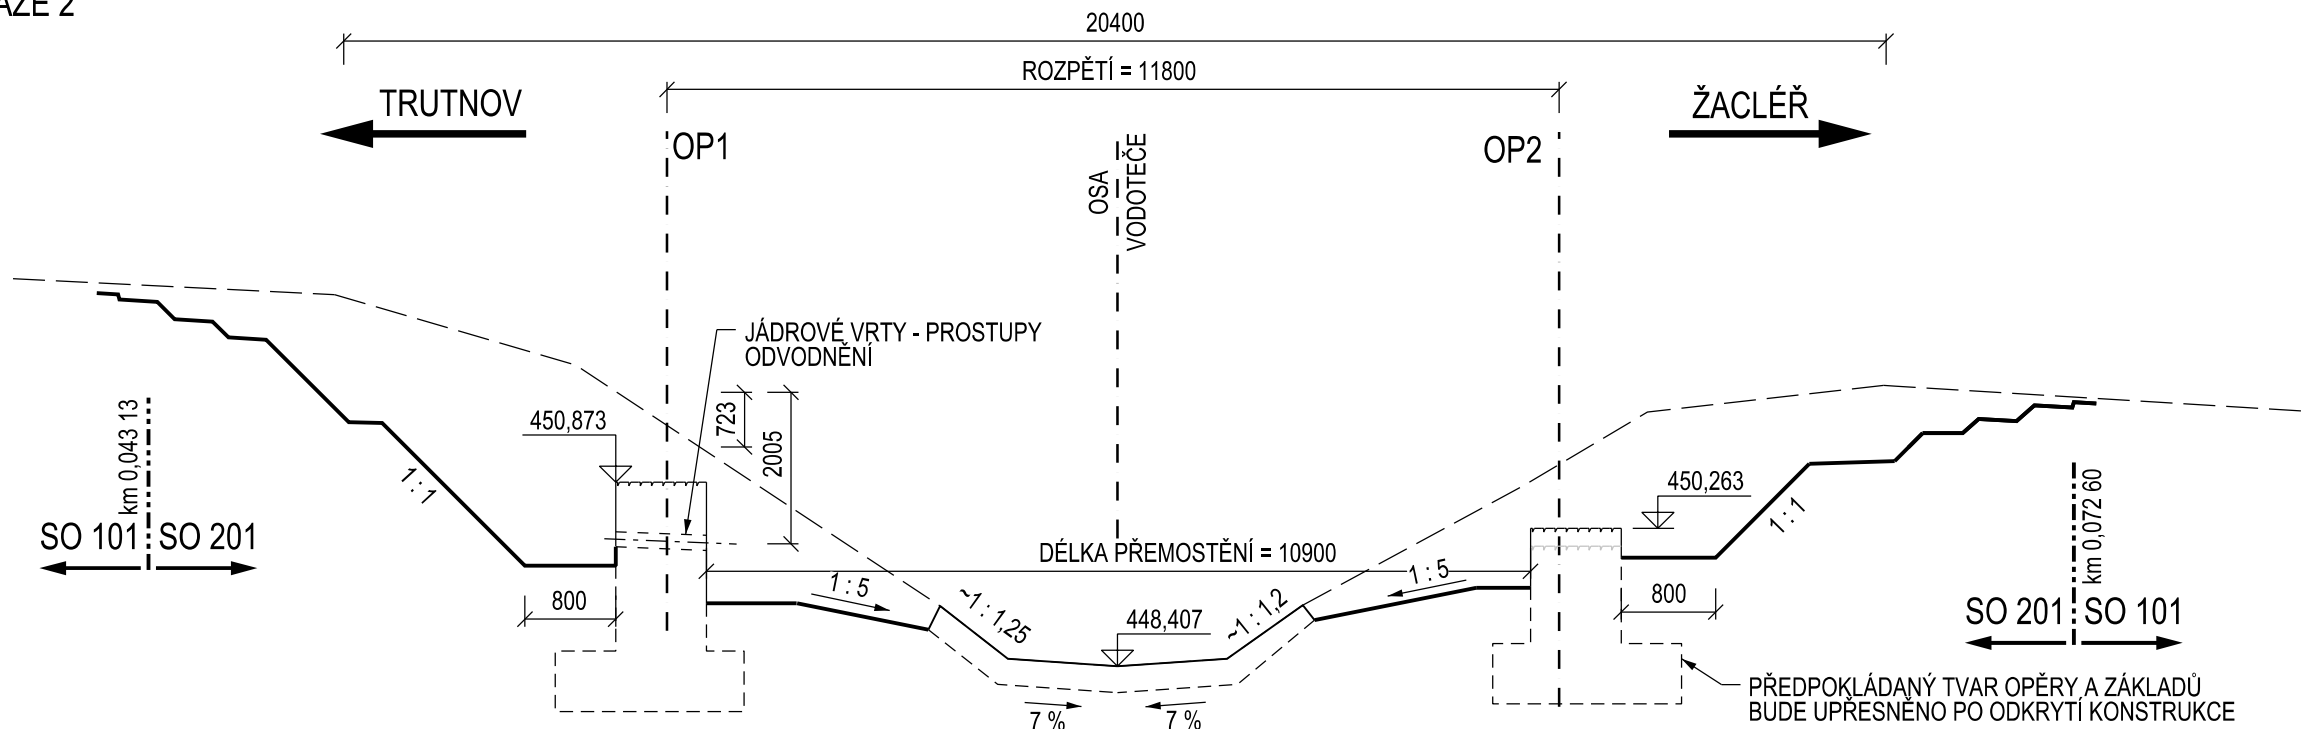 20400
ROZPĚTÍ = 11800
TRUTNOV
ŽACLÉŘ
OP1
OP2
OSA
VODOTEČE
JÁDROVÉ VRTY - PROSTUPY
ODVODNĚNÍ
723
2005
450,873
450,263
km 0,043 13
1 : 1
1 : 1
km 0,072 60
SO 101
SO 201
DÉLKA PŘEMOSTĚNÍ = 10900
1 : 5
1 : 5
800
800
~1 : 1,25
448,407
~1 : 1,2
SO 201
SO 101
PŘEDPOKLÁDANÝ TVAR OPĚRY A ZÁKLADŮ
BUDE UPŘESNĚNO PO ODKRYTÍ KONSTRUKCE
7 %
7 %